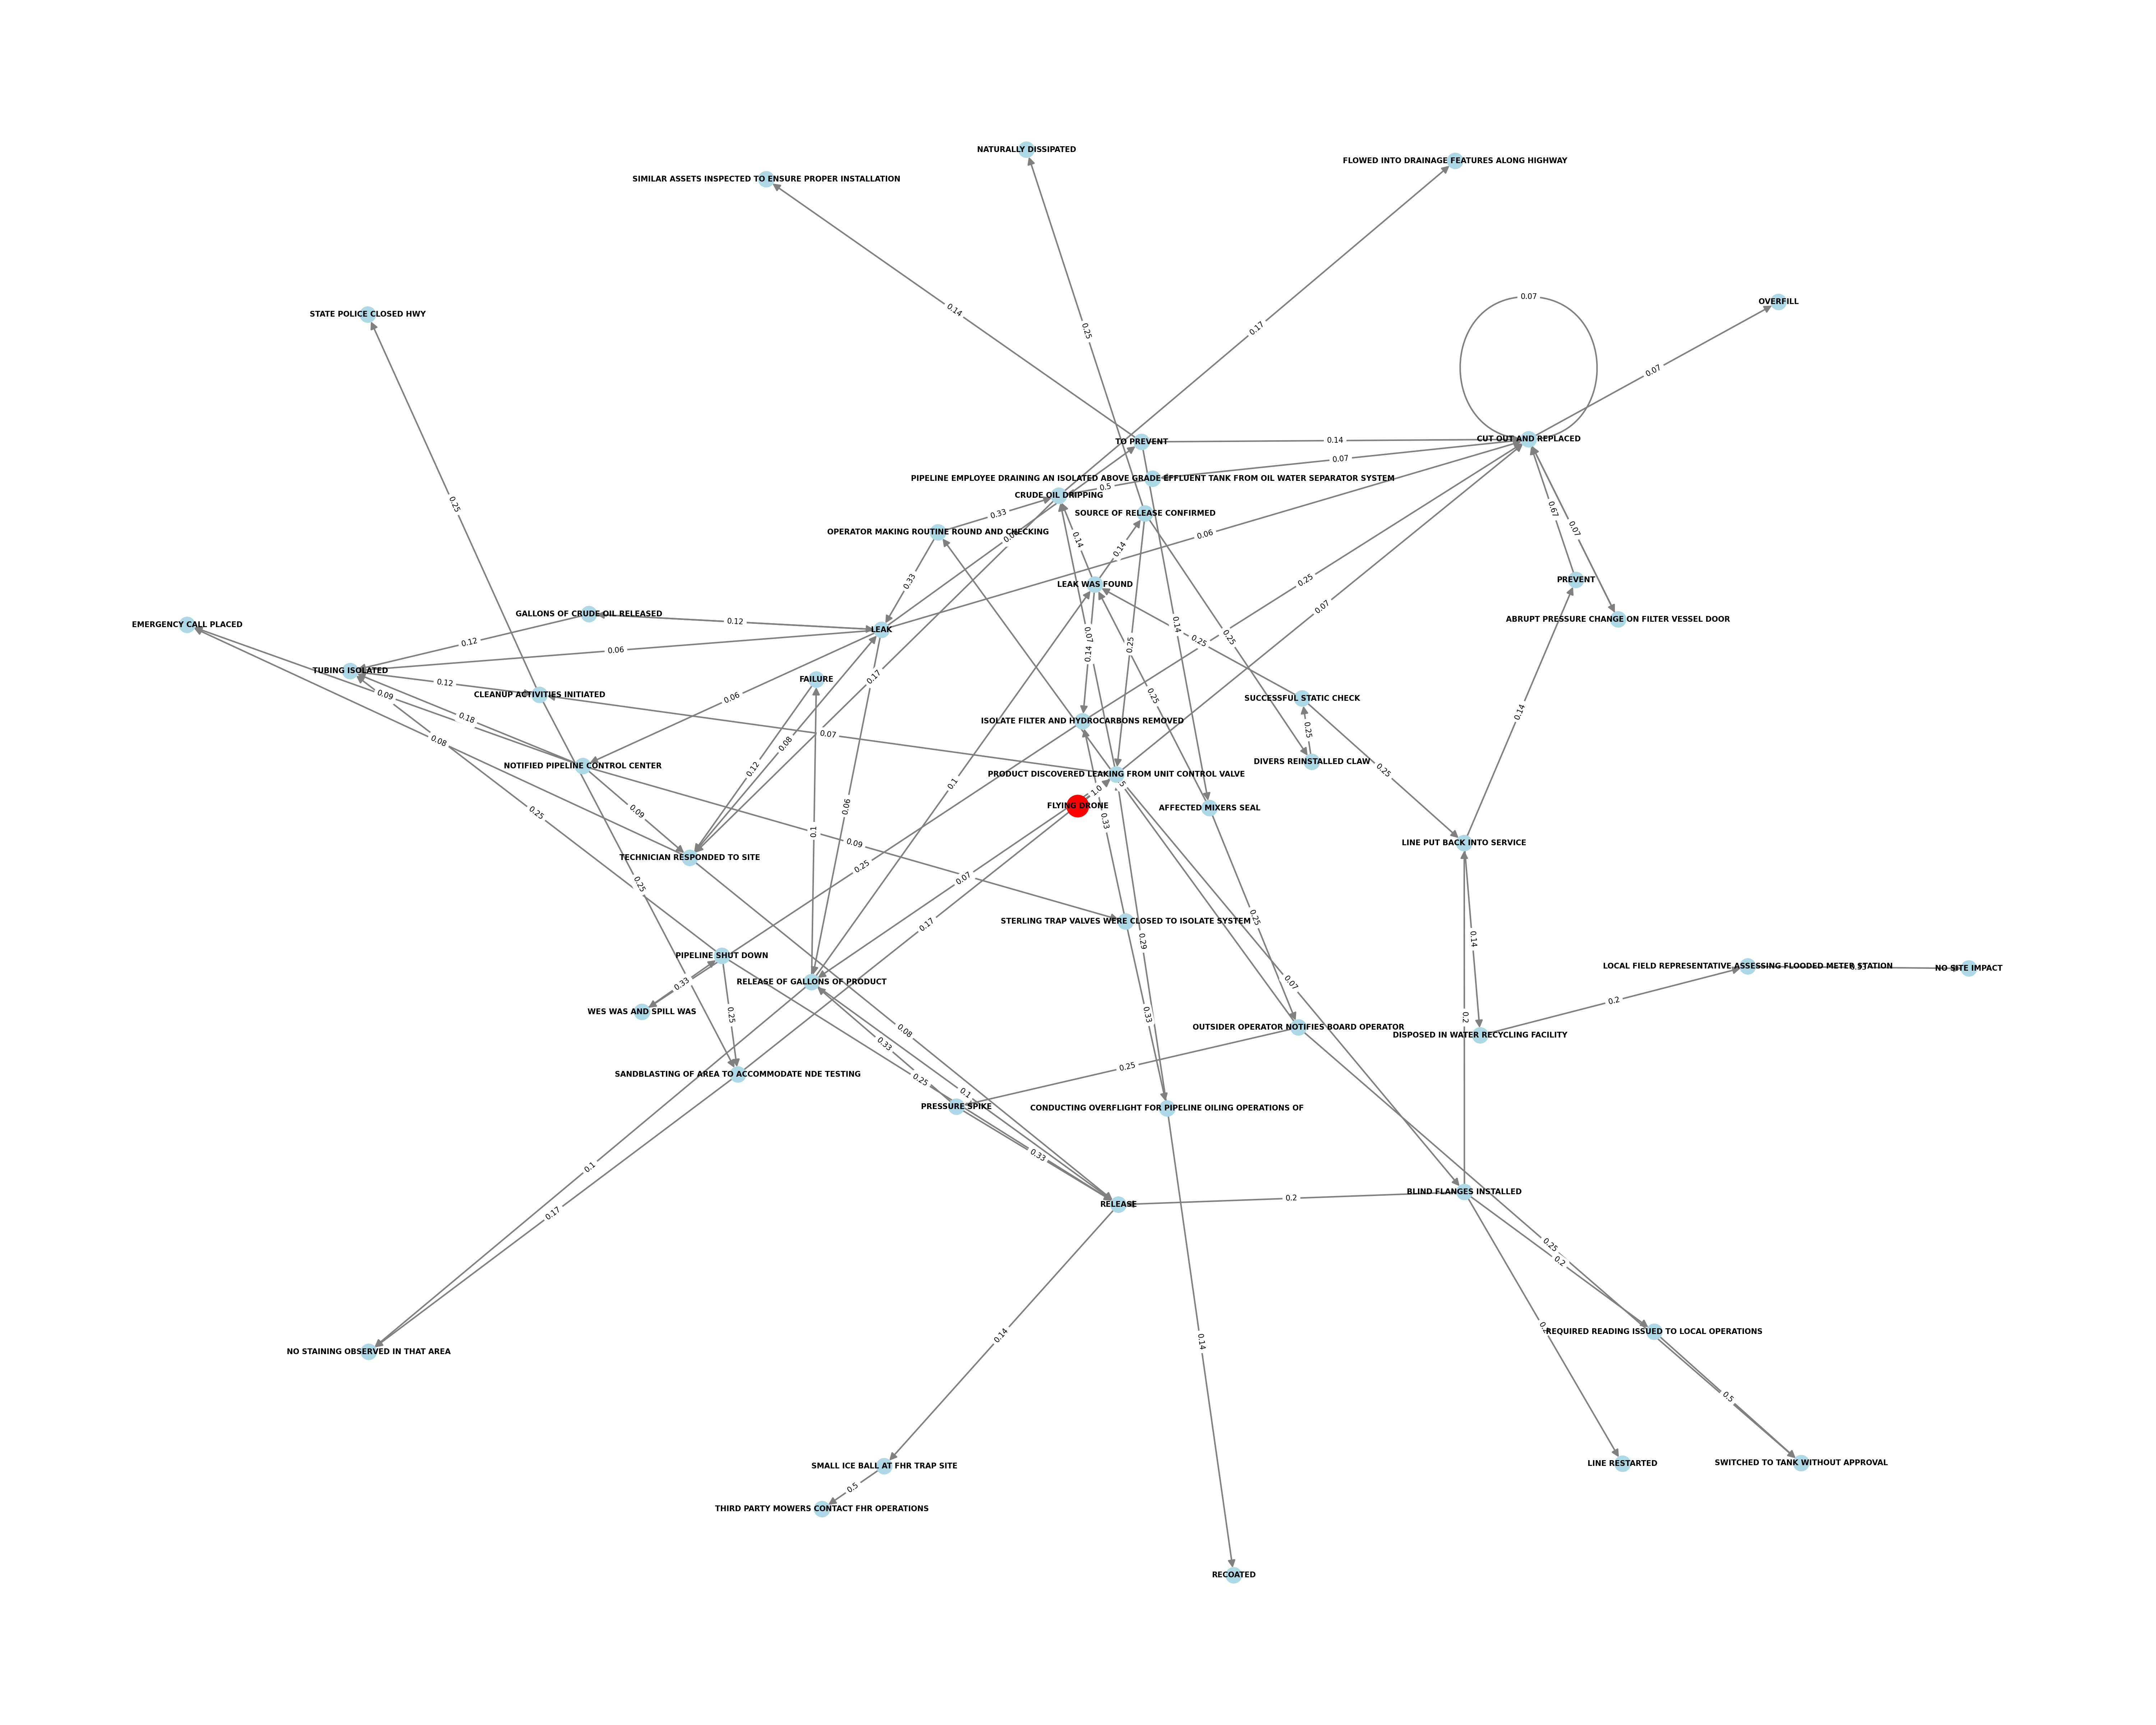 NATURALLY DISSIPATED
FLOWED INTO DRAINAGE FEATURES ALONG HIGHWAY
SIMILAR ASSETS INSPECTED TO ENSURE PROPER INSTALLATION
0.07
OVERFILL
0.14
STATE POLICE CLOSED HWY
0.17
0.25
0.07
TO PREVENT
0.14
CUT OUT AND REPLACED
0.07
PIPELINE EMPLOYEE DRAINING AN ISOLATED ABOVE GRADE EFFLUENT TANK FROM OIL WATER SEPARATOR SYSTEM
0.5
CRUDE OIL DRIPPING
0.25
0.33
SOURCE OF RELEASE CONFIRMED
0.67
0.07
OPERATOR MAKING ROUTINE ROUND AND CHECKING
0.06
0.14
0.14
0.33
LEAK WAS FOUND
0.25
PREVENT
GALLONS OF CRUDE OIL RELEASED
0.07
ABRUPT PRESSURE CHANGE ON FILTER VESSEL DOOR
EMERGENCY CALL PLACED
0.12
LEAK
0.14
0.07
0.25
0.25
0.25
0.12
0.06
0.14
TUBING ISOLATED
0.12
FAILURE
0.17
0.09
CLEANUP ACTIVITIES INITIATED
0.06
0.25
SUCCESSFUL STATIC CHECK
0.18
ISOLATE FILTER AND HYDROCARBONS REMOVED
0.14
0.07
0.25
0.08
0.08
NOTIFIED PIPELINE CONTROL CENTER
0.12
PRODUCT DISCOVERED LEAKING FROM UNIT CONTROL VALVE
DIVERS REINSTALLED CLAW
0.25
0.1
1.0
FLYING DRONE
AFFECTED MIXERS SEAL
0.25
0.09
0.06
0.33
0.1
0.09
LINE PUT BACK INTO SERVICE
TECHNICIAN RESPONDED TO SITE
0.25
0.07
0.25
0.17
STERLING TRAP VALVES WERE CLOSED TO ISOLATE SYSTEM
0.25
0.29
0.14
PIPELINE SHUT DOWN
LOCAL FIELD REPRESENTATIVE ASSESSING FLOODED METER STATION
NO SITE IMPACT
0.33
RELEASE OF GALLONS OF PRODUCT
0.07
0.2
WES WAS AND SPILL WAS
0.25
0.33
0.2
0.08
OUTSIDER OPERATOR NOTIFIES BOARD OPERATOR
DISPOSED IN WATER RECYCLING FACILITY
0.33
0.25
SANDBLASTING OF AREA TO ACCOMMODATE NDE TESTING
0.25
0.1
PRESSURE SPIKE
CONDUCTING OVERFLIGHT FOR PIPELINE OILING OPERATIONS OF
0.33
0.1
BLIND FLANGES INSTALLED
0.2
RELEASE
0.17
0.25
0.2
0.14
0.14
REQUIRED READING ISSUED TO LOCAL OPERATIONS
NO STAINING OBSERVED IN THAT AREA
0.5
LINE RESTARTED
SWITCHED TO TANK WITHOUT APPROVAL
SMALL ICE BALL AT FHR TRAP SITE
0.5
THIRD PARTY MOWERS CONTACT FHR OPERATIONS
RECOATED